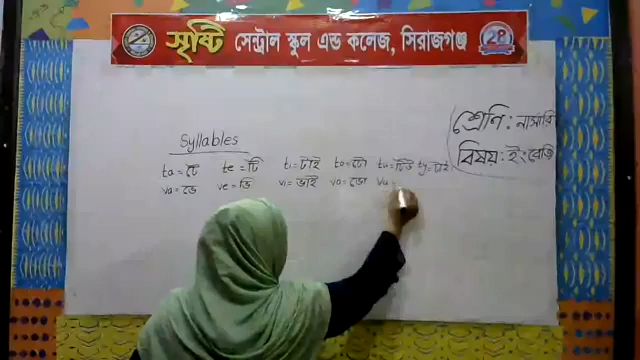 সৃষ্টি সেন্ট্রাল স্কুল এন্ড কলেজ, সিরাজগঞ্জ
শ্রেণি: নার্সারি
বিষয়: ইংরেজি
Syllables
ta = টে te = টি ti = টাই to = টো tu = টিউ ty = টাই
va = ভে ve = ভি vi = ভাই vo = ভো vu =